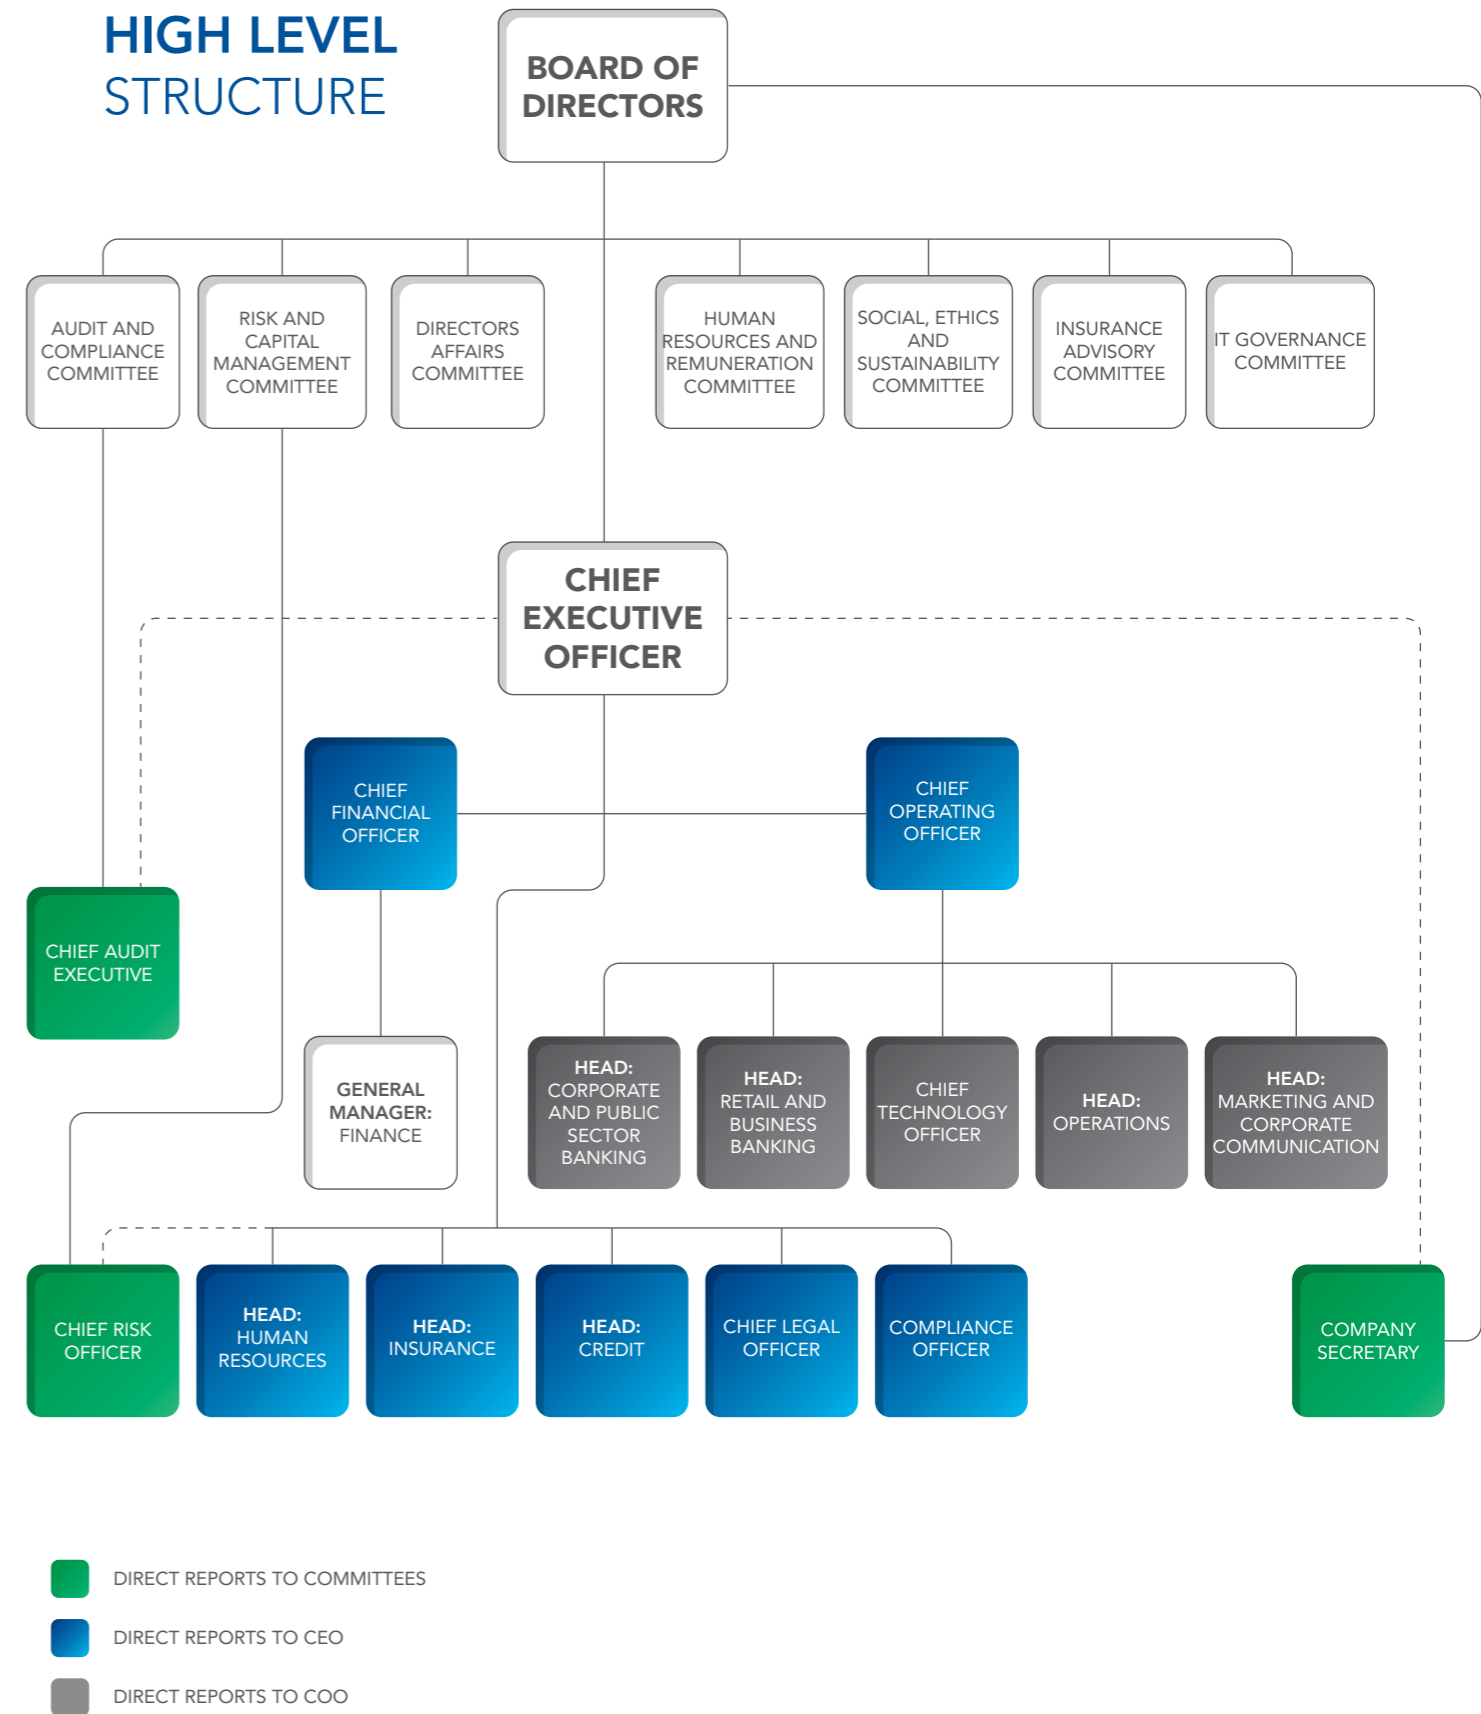 HIGH LEVEL
STRUCTURE
BOARD OF
DIRECTORS
AUDIT AND
COMPLIANCE
COMMITTEE
RISK AND
CAPITAL
MANAGEMENT
COMMITTEE
DIRECTORS
AFFAIRS
COMMITTEE
HUMAN
RESOURCES AND
REMUNERATION
COMMITTEE
SOCIAL, ETHICS
AND
SUSTAINABILITY
COMMITTEE
INSURANCE
ADVISORY
COMMITTEE
IT GOVERNANCE
COMMITTEE
CHIEF
EXECUTIVE
OFFICER
CHIEF
FINANCIAL
OFFICER
CHIEF
OPERATING
OFFICER
CHIEF AUDIT
EXECUTIVE
GENERAL
MANAGER:
FINANCE
HEAD:
CORPORATE
AND PUBLIC
SECTOR
BANKING
HEAD:
RETAIL AND
BUSINESS
BANKING
CHIEF
TECHNOLOGY
OFFICER
HEAD:
OPERATIONS
HEAD:
MARKETING AND
CORPORATE
COMMUNICATION
CHIEF RISK
OFFICER
HEAD:
HUMAN
RESOURCES
HEAD:
INSURANCE
HEAD:
CREDIT
CHIEF LEGAL
OFFICER
COMPLIANCE
OFFICER
COMPANY
SECRETARY
DIRECT REPORTS TO COMMITTEES
DIRECT REPORTS TO CEO
DIRECT REPORTS TO COO